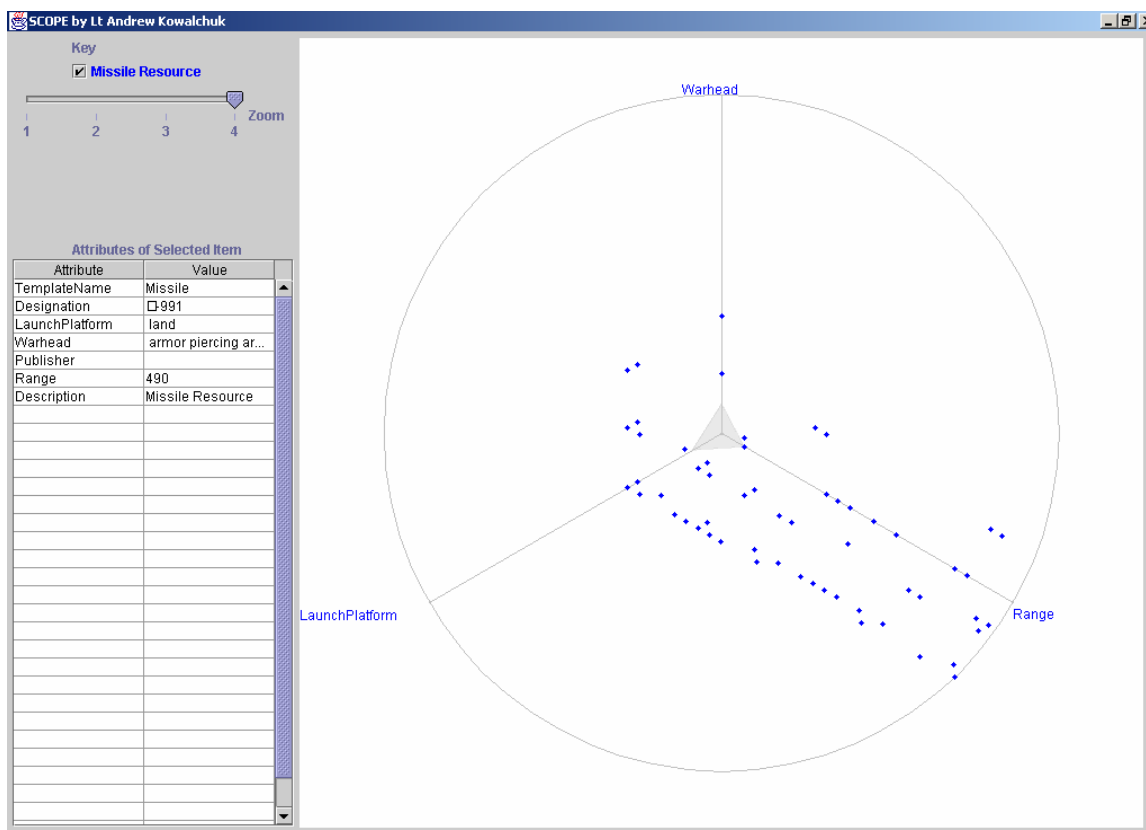 SCOPE by Lt Andrew Kowalchuk
Key
Missile Resource
Zoom
1 2 3 4
Attributes of Selected Item
Attribute Value
TemplateName Missile
Designation □-991
LaunchPlatform land
Warhead armor piercing ar...
Publisher
Range 490
Description Missile Resource
Warhead
LaunchPlatform
Range